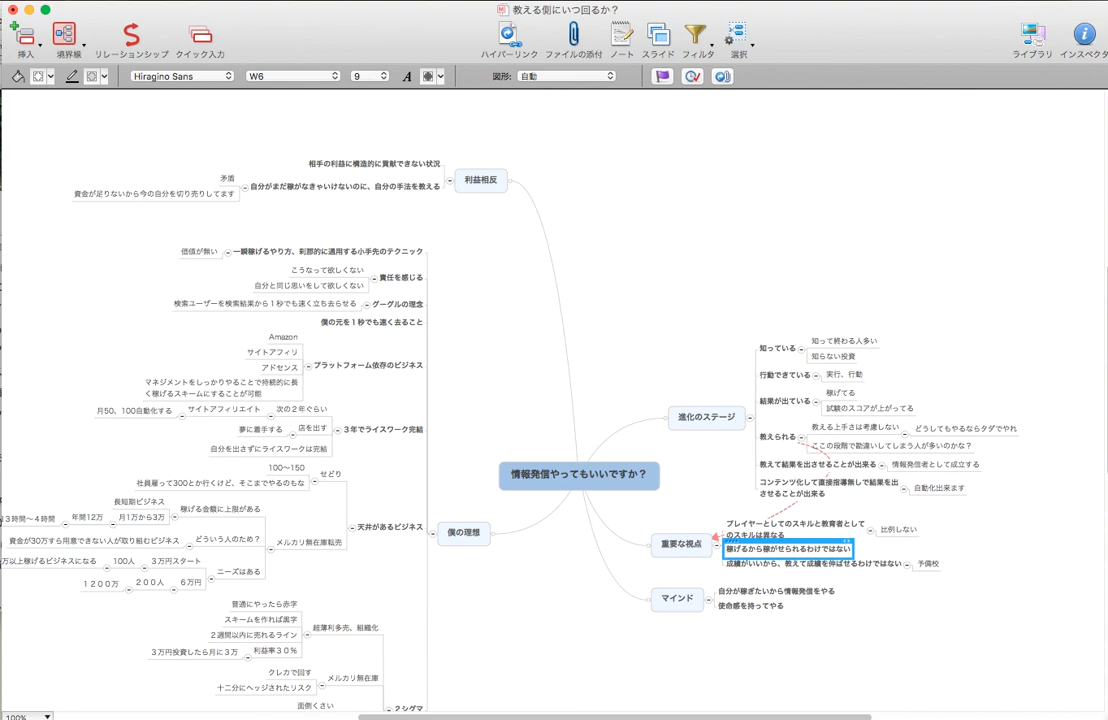 教える側にいつ回るか？
挿入
境界線
リレーションシップ
クイック入力
ハイパーリンク
ファイルの添付
ノート
スライド
フィルタ
選択
ライブラリ
インスペクタ
Hiragino Sans
W6
9
A
図形:
自動
相手の利益に構造的に貢献できない状況
矛盾
資金が足りないから今の自分を切り売りしてます
自分がまだ稼がなきゃいけないのに、自分の手法を教える
利益相反
価値が無い
一瞬稼げるやり方、刹那的に通用する小手先のテクニック
こうなって欲しくない
自分と同じ思いをして欲しくない
責任を感じる
検索ユーザーを検索結果から１秒でも速く立ち去らせる
グーグルの理念
僕の元を１秒でも速く去ること
Amazon
サイトアフィリ
アドセンス
マネジメントをしっかりやることで持続的に長
く稼げるスキームにすることが可能
プラットフォーム依存のビジネス
月50、100自動化する
サイトアフィリエイト
次の２年ぐらい
夢に着手する
店を出す
自分を出さずにライスワークは完結
３年でライスワーク完結
100〜150
社員雇って300とか行くけど、そこまでやるのもな
せどり
長短期ビジネス
１３時間〜４時間
年間12万
月1万から3万
稼げる金額に上限がある
資金が30万すら用意できない人が取り組むビジネス
どういう人のため？
万以上稼げるビジネスになる
100人
３万円スタート
１２００万
２００人
６万円
ニーズはある
メルカリ無在庫転売
天井があるビジネス
普通にやったら赤字
スキームを作れば黒字
２週間以内に売れるライン
３万円投資したら月に３万
利益率３０％
超薄利多売、組織化
クレカで回す
十二分にヘッジされたリスク
メルカリ無在庫
面倒くさい
２シグマ
僕の理想
情報発信やってもいいですか？
進化のステージ
知っている
知って終わる人多い
知らない投資
行動できている
実行、行動
結果が出ている
稼げてる
試験のスコアが上がってる
教えられる
教える上手さは考慮しない
どうしてもやるならタダでやれ
ここの段階で勘違いしてしまう人が多いのかな？
教えて結果を出させることが出来る
情報発信者として成立する
コンテンツ化して直接指導無しで結果を出
させることが出来る
自動化出来ます
重要な視点
プレイヤーとしてのスキルと教育者として
のスキルは異なる
比例しない
稼げるから稼がせられるわけではない
成績がいいから、教えて成績を伸ばせるわけではない
予備校
マインド
自分が稼ぎたいから情報発信をやる
使命感を持ってやる
100%